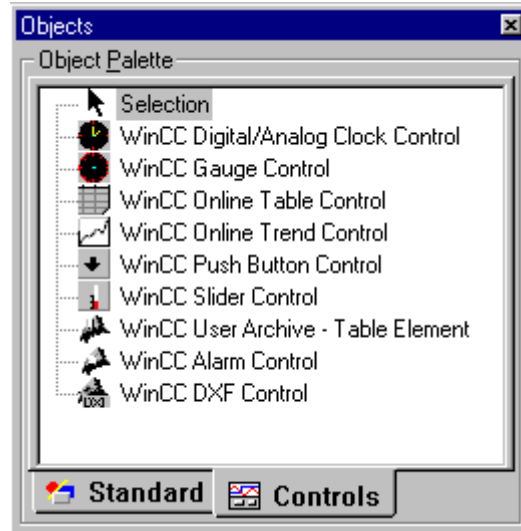 Objects
Object Palette
Selection
WinCC Digital/Analog Clock Control
WinCC Gauge Control
WinCC Online Table Control
WinCC Online Trend Control
WinCC Push Button Control
WinCC Slider Control
WinCC User Archive - Table Element
WinCC Alarm Control
DXF WinCC DXF Control
Standard Controls